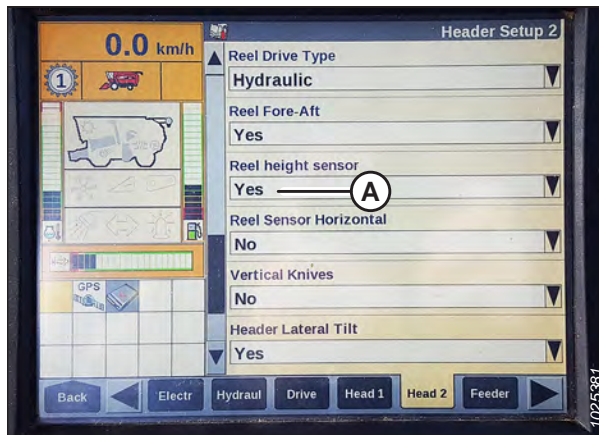 Header Setup 2
0.0 km/h
1
GPS
Reel Drive Type
Hydraulic
Reel Fore-Aft
Yes
Reel height sensor
Yes
A
Reel Sensor Horizontal
No
Vertical Knives
No
Header Lateral Tilt
Yes
Back
Electr
Hydraul
Drive
Head 1
Head 2
Feeder
1025381